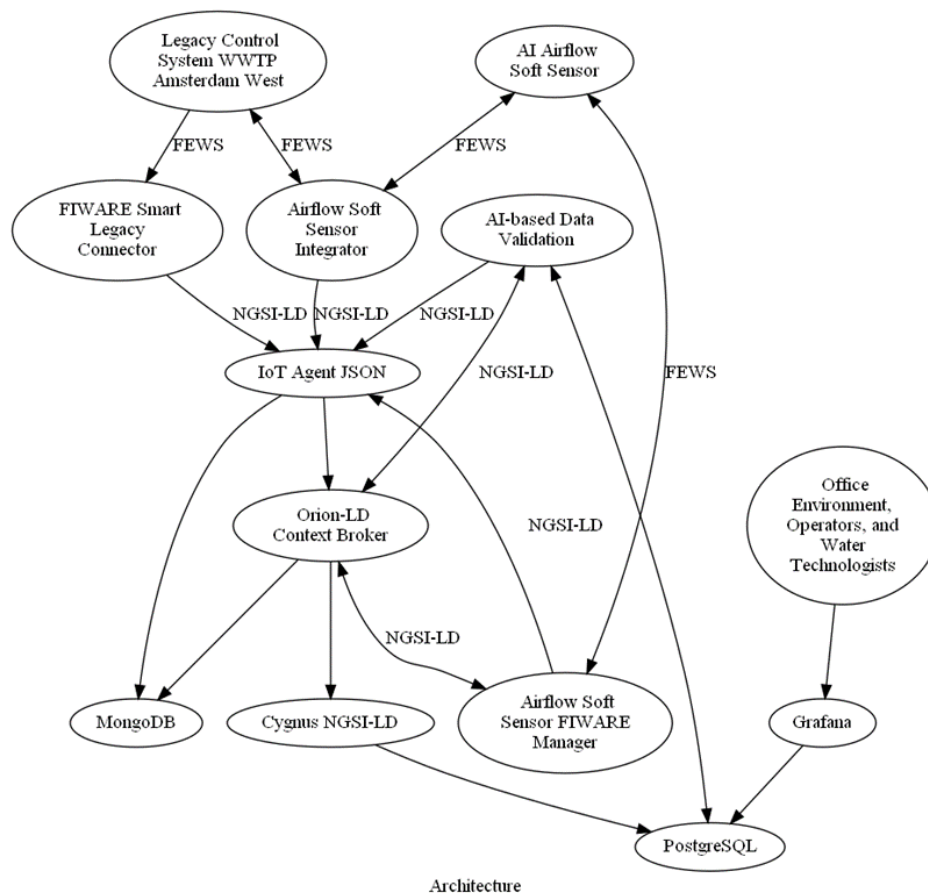 Legacy Control
System WWTP
Amsterdam West
AI Airflow
Soft Sensor
FEWS
FEWS
FEWS
FIWARE Smart
Legacy
Connector
Airflow Soft
Sensor
Integrator
AI-based Data
Validation
NGSI-LD
NGSI-LD
NGSI-LD
IoT Agent JSON
NGSI-LD
FEWS
Orion-LD
Context Broker
NGSI-LD
Office
Environment,
Operators, and
Water
Technologists
NGSI-LD
MongoDB
Cygnus NGSI-LD
Airflow Soft
Sensor FIWARE
Manager
Grafana
PostgreSQL
Architecture